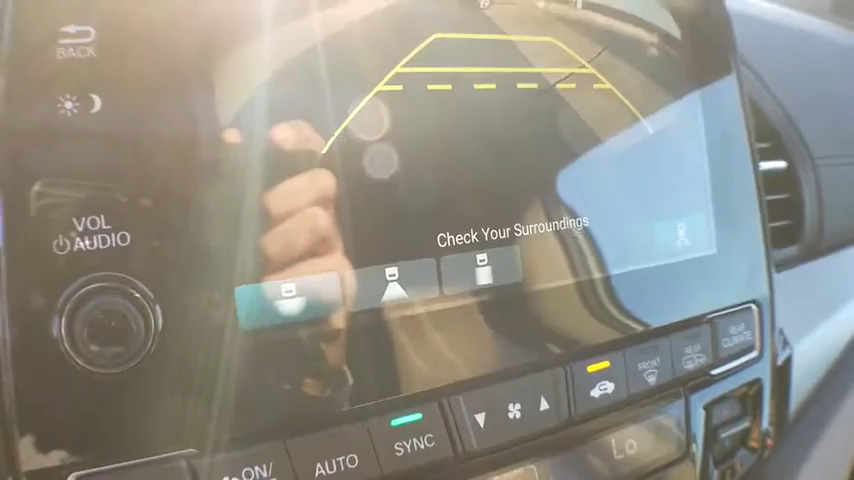 BACK
VOL
AUDIO
Check Your Surroundings
REAR
CLIMATE
FRONT
REAR
ON/
AUTO
SYNC
Lo